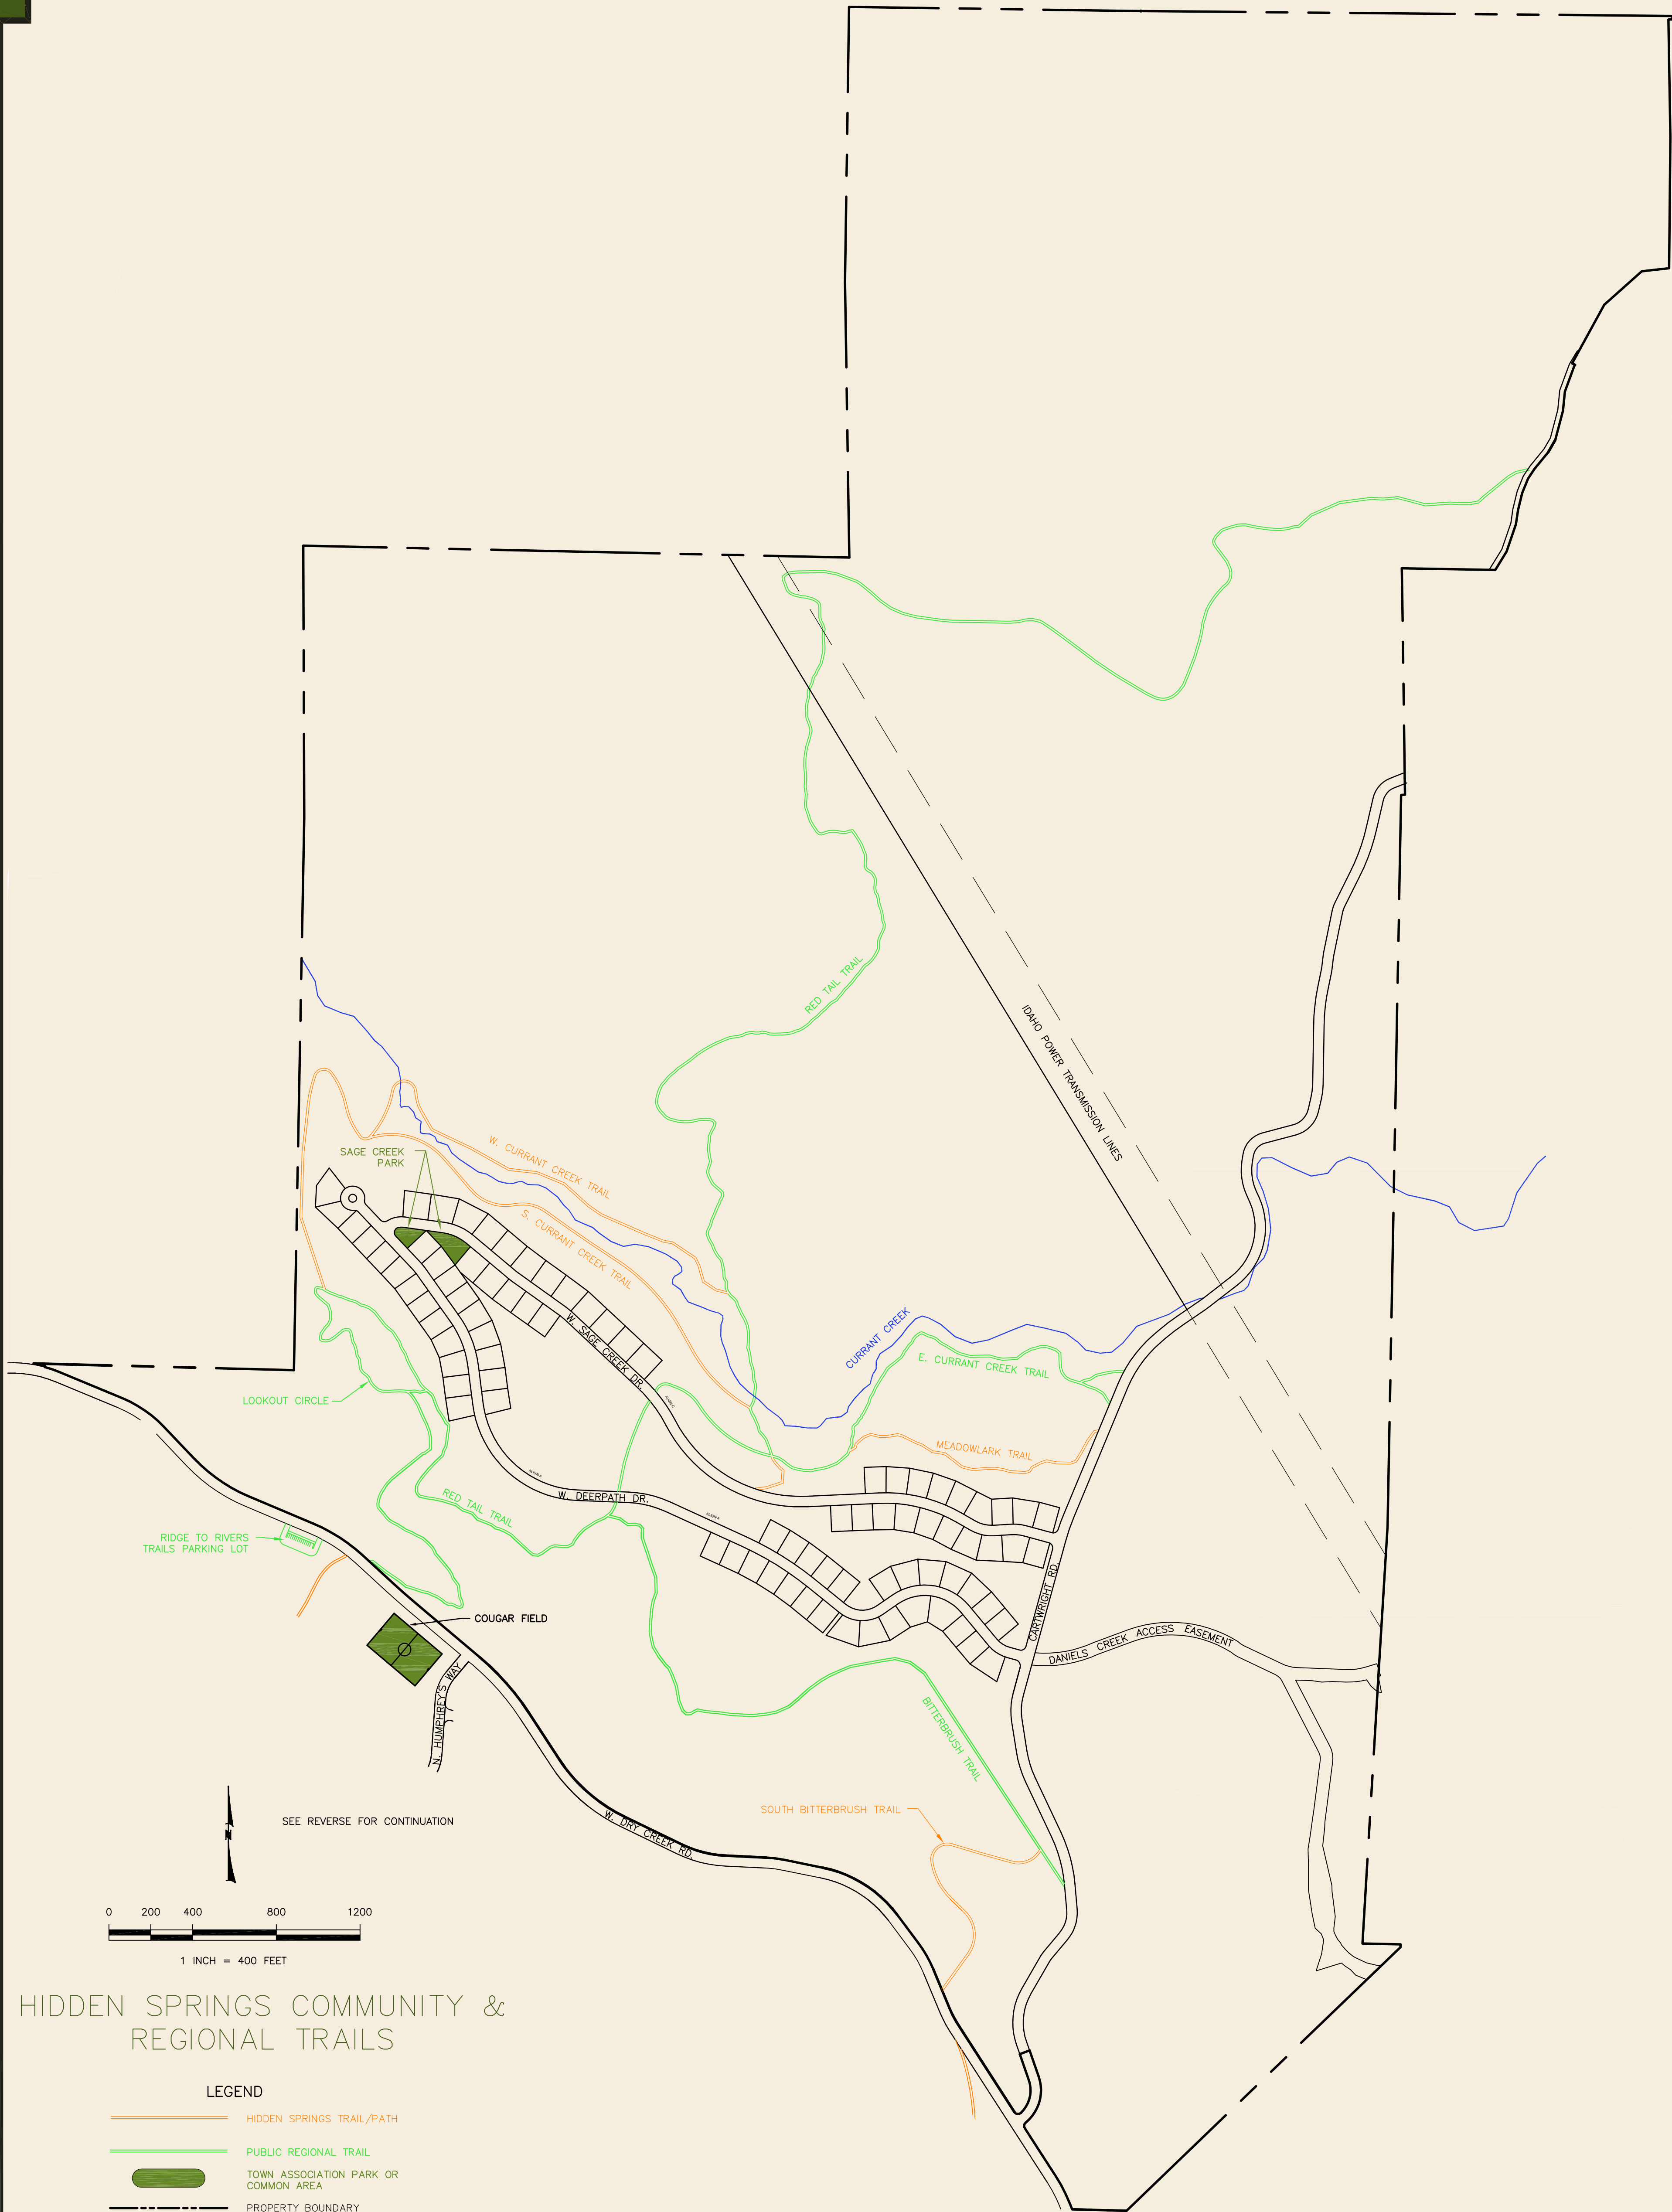 RED TAIL TRAIL
IDAHO POWER TRANSMISSION LINES
W. CURRANT CREEK TRAIL
SAGE CREEK
PARK
S. CURRANT CREEK TRAIL
W. SAGE CREEK DR.
CURRANT CREEK
E. CURRANT CREEK TRAIL
LOOKOUT CIRCLE
MEADOWLARK TRAIL
W. DEERPATH DR.
RED TAIL TRAIL
RIDGE TO RIVERS
TRAILS PARKING LOT
CARTWRIGHT RD.
COUGAR FIELD
DANIELS CREEK ACCESS EASEMENT
N. HUMPHREY'S WAY
BITTERBRUSH TRAIL
SOUTH BITTERBRUSH TRAIL
N
SEE REVERSE FOR CONTINUATION
W. DRY CREEK RD.
0 200 400 800 1200
1 INCH = 400 FEET
HIDDEN SPRINGS COMMUNITY &
REGIONAL TRAILS
LEGEND
HIDDEN SPRINGS TRAIL/PATH
PUBLIC REGIONAL TRAIL
TOWN ASSOCIATION PARK OR
COMMON AREA
PROPERTY BOUNDARY